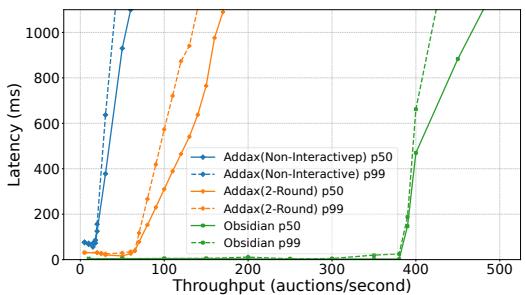 1000
800
600
400
200
0
Latency (ms)
Addax(Non-Interactivep) p50
Addax(Non-Interactive) p99
Addax(2-Round) p50
Addax(2-Round) p99
Obsidian p50
Obsidian p99
0 100 200 300 400 500
Throughput (auctions/second)